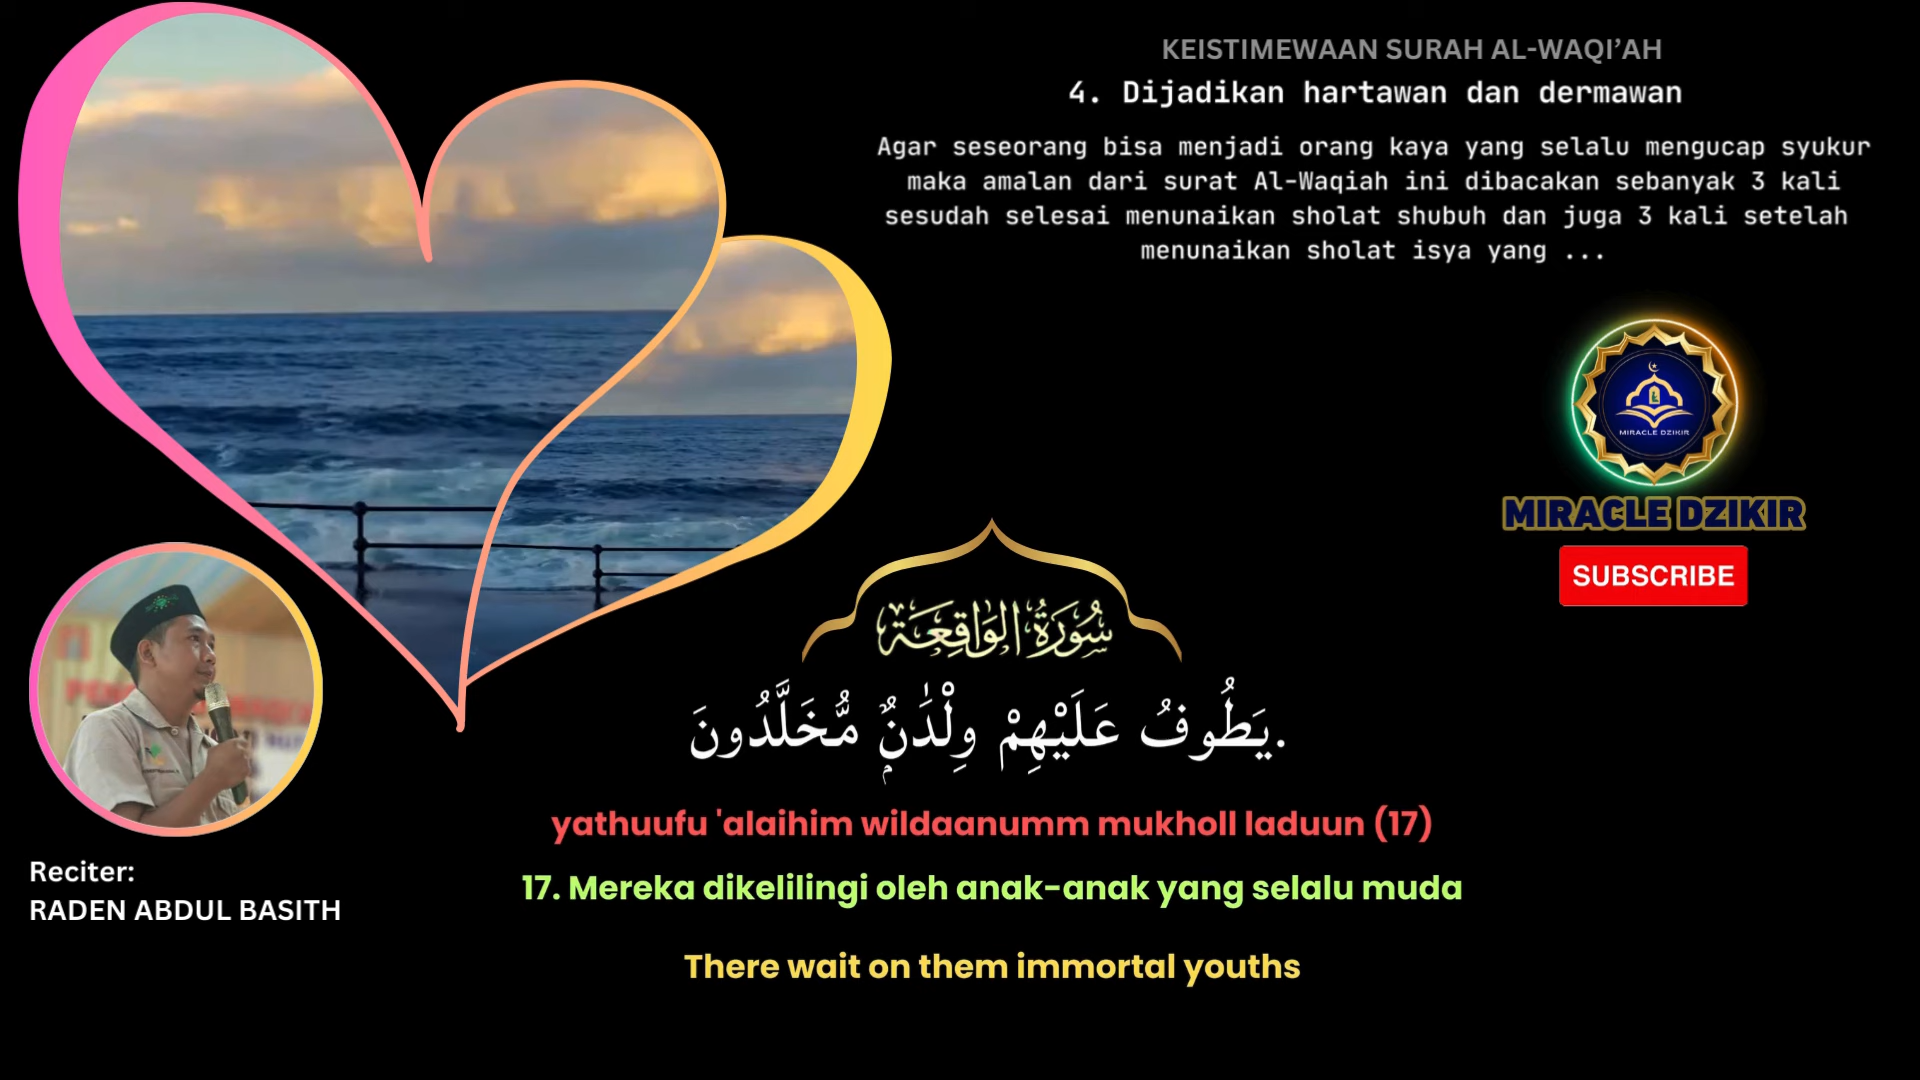 KEISTIMEWAAN SURAH AL-WAQI’AH
4. Dijadikan hartawan dan dermawan
Agar seseorang bisa menjadi orang kaya yang selalu mengucap syukur
maka amalan dari surat Al-Waqiah ini dibacakan sebanyak 3 kali
sesudah selesai menunaikan sholat shubuh dan juga 3 kali setelah
menunaikan sholat isya yang ...
MIRACLE DZIKIR
MIRACLE DZIKIR
SUBSCRIBE
سُورَةُ الوَاقِعَة
يَطُوفُ عَلَيْهِمْ وِلْدَٰنٌۭ مُّخَلَّدُونَ.
yathuufu 'alaihim wildaanumm mukholl laduun (17)
17. Mereka dikelilingi oleh anak-anak yang selalu muda
There wait on them immortal youths
Reciter:
RADEN ABDUL BASITH